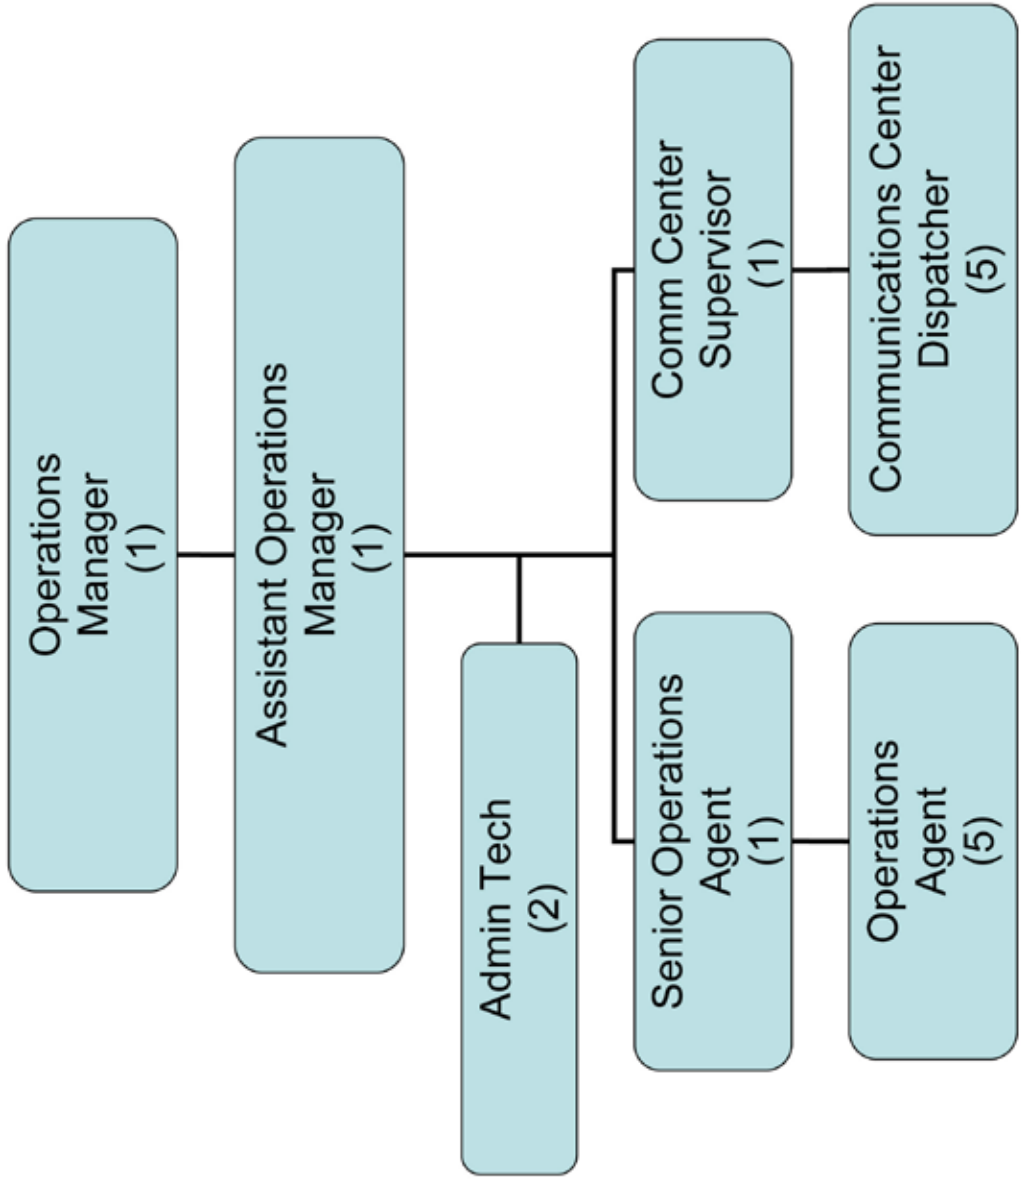 Operations
Manager
(1)
Assistant Operations
Manager
(1)
Admin Tech
(2)
Senior Operations
Agent
(1)
Comm Center
Supervisor
(1)
Operations
Agent
(5)
Communications Center
Dispatcher
(5)